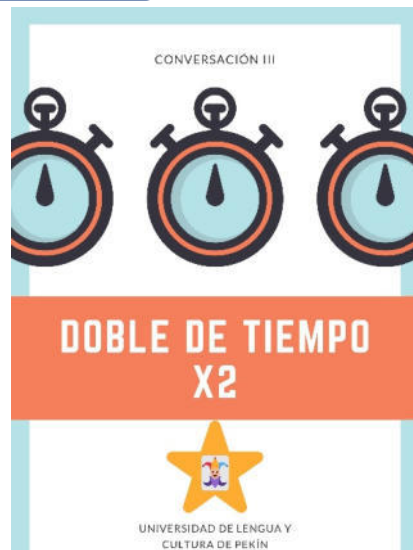 CONVERSACIÓN III
DOBLE DE TIEMPO
X2
UNIVERSIDAD DE LENGUA Y
CULTURA DE PEKÍN